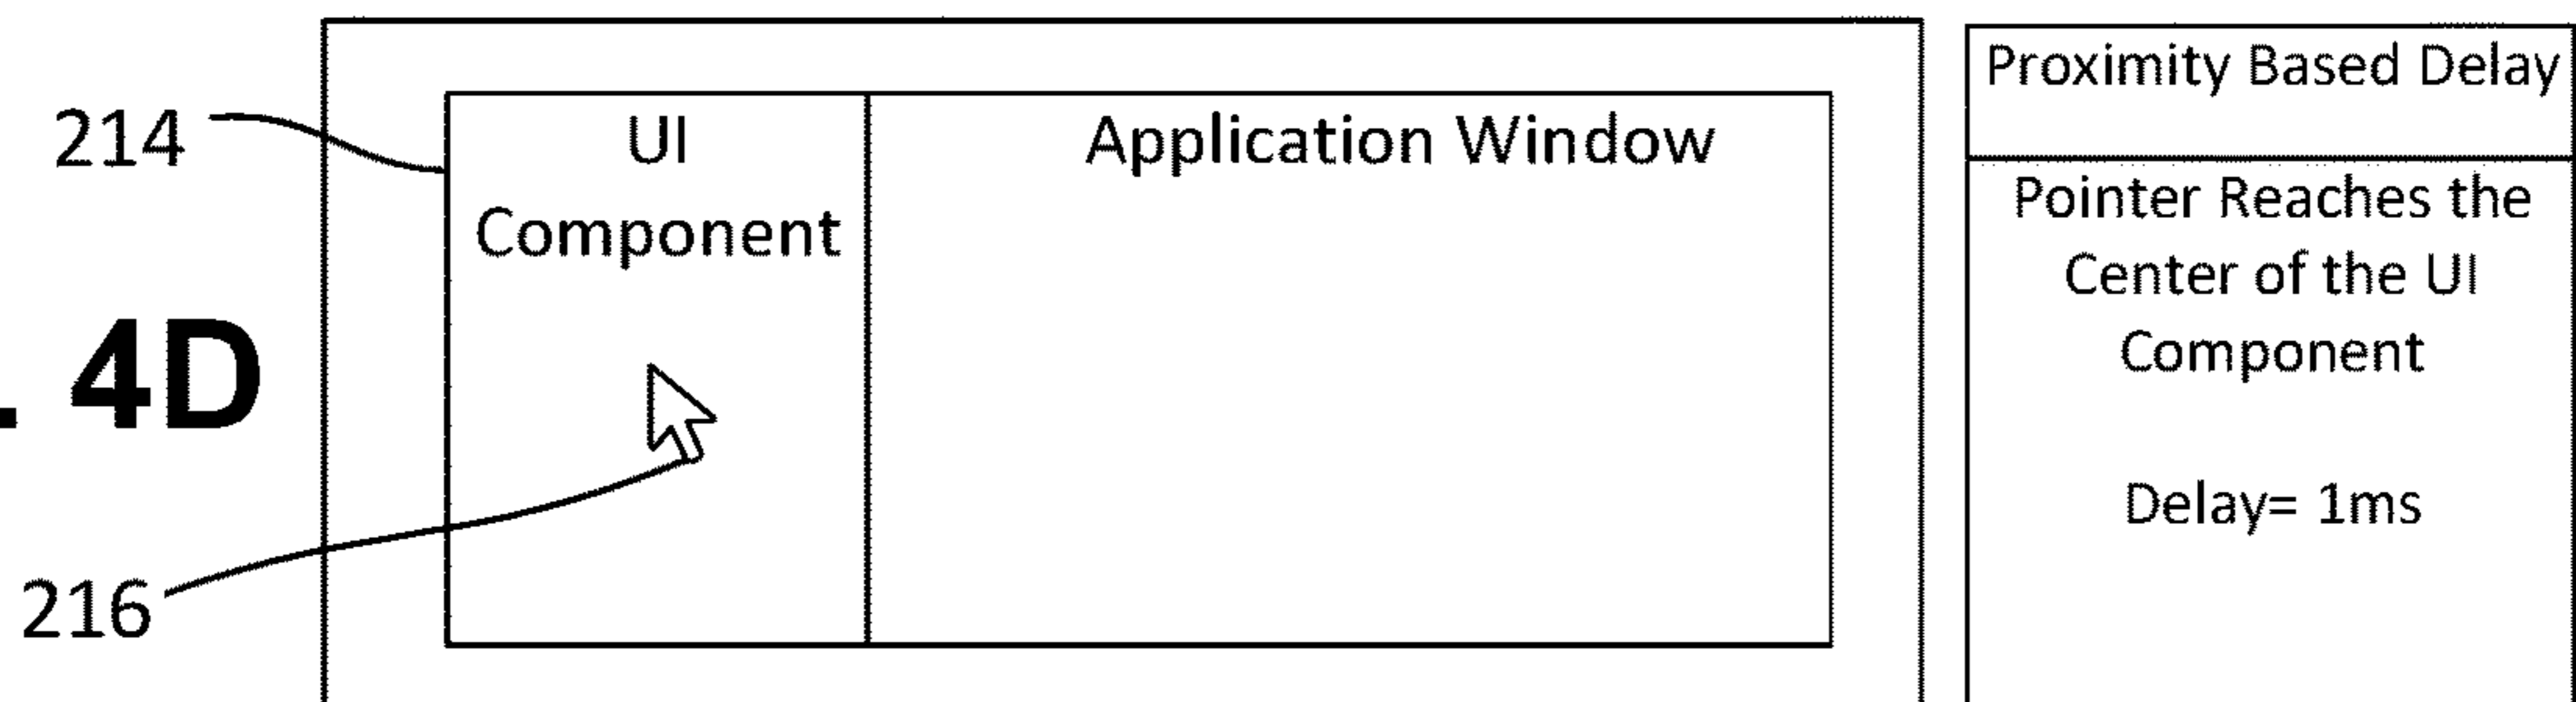 214
UI
Component
Application Window
. 4D
216
Proximity Based Delay
Pointer Reaches the
Center of the UI
Component
Delay= 1ms